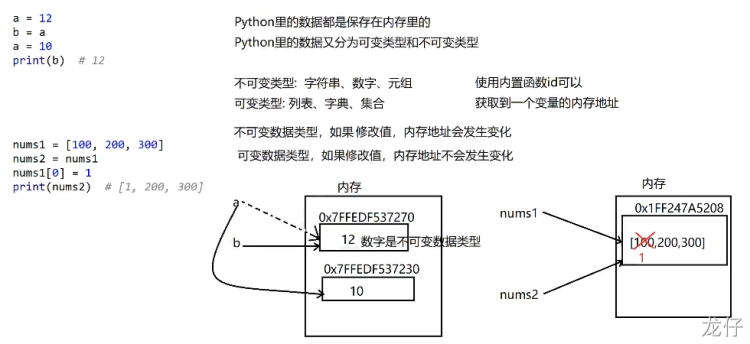 a = 12
b = a
a = 10
print(b)  # 12
Python里的数据都是保存在内存里的
Python里的数据又分为可变类型和不可变类型
不可变类型: 字符串、数字、元组
可变类型: 列表、字典、集合
使用内置函数id可以
获取到一个变量的内存地址
不可变数据类型，如果修改值，内存地址会发生变化
可变数据类型，如果修改值，内存地址不会发生变化
nums1 = [100, 200, 300]
nums2 = nums1
nums1[0] = 1
print(nums2)  # [1, 200, 300]
内存
a
0x7FFEDF537270
b
12
数字是不可变数据类型
0x7FFEDF537230
10
内存
0x1FF247A5208
nums1
[100,200,300]
1
nums2
龙仔